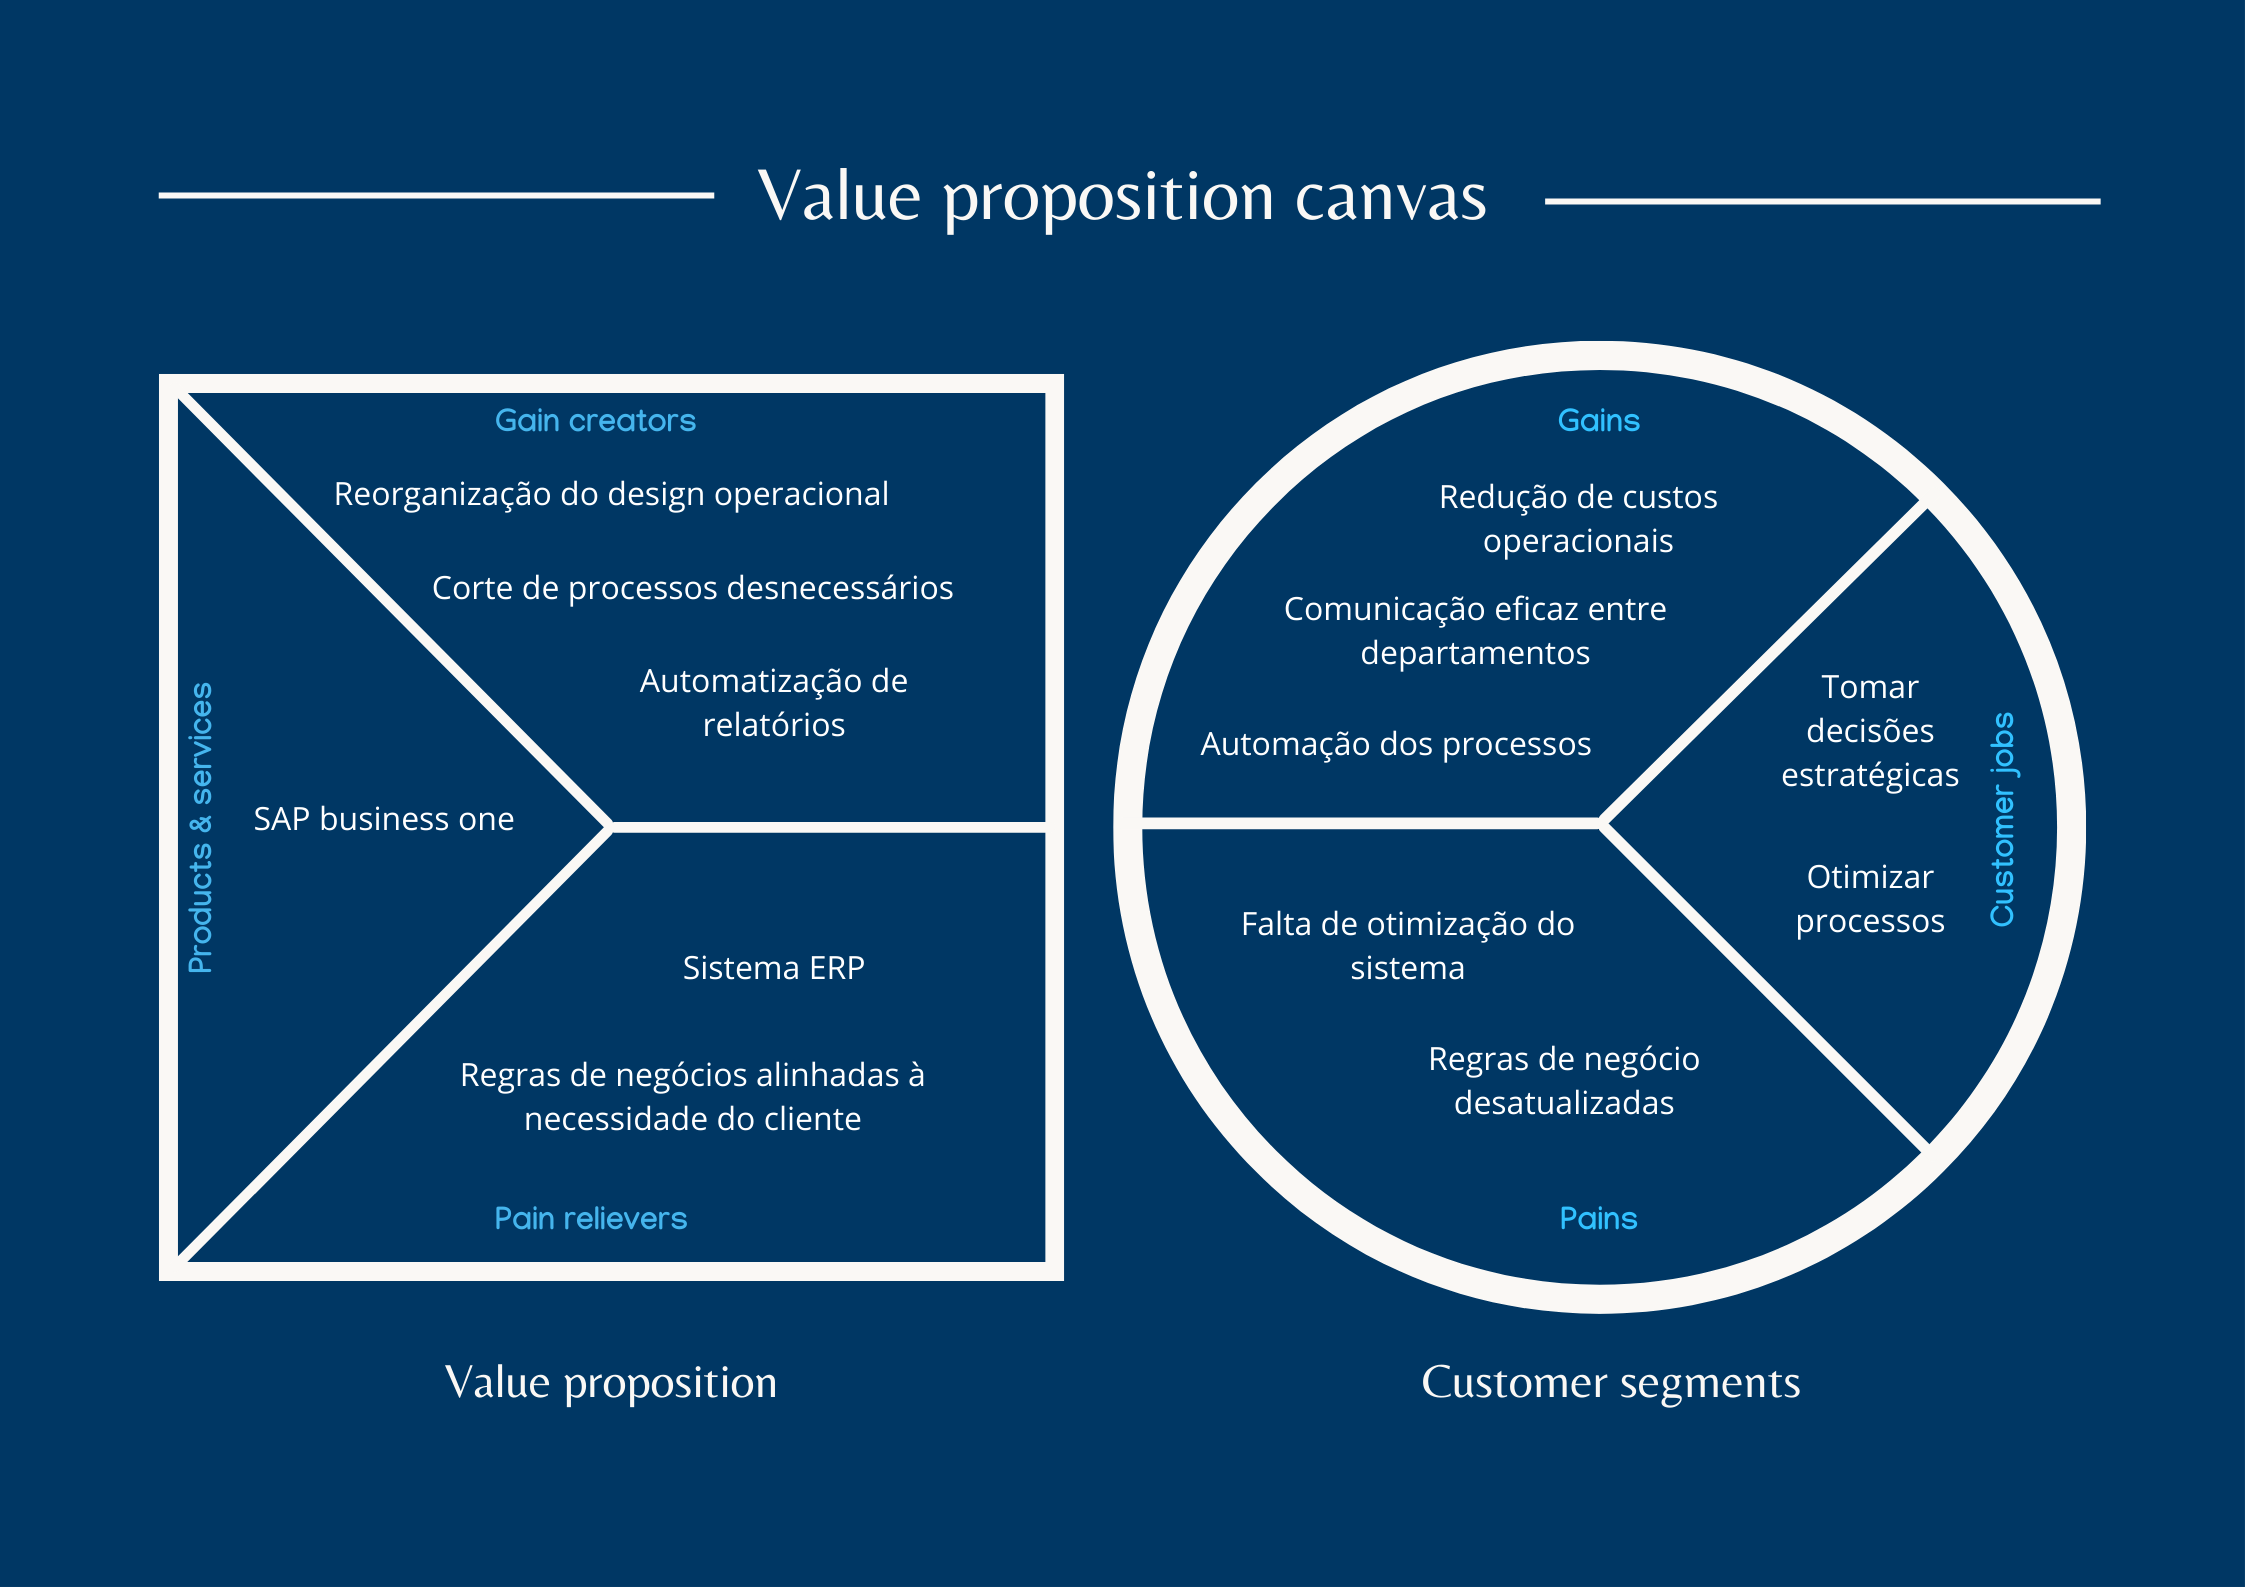 Value proposition canvas
Gain creators
Reorganização do design operacional
Corte de processos desnecessários
Automatização de
relatórios
Products & services
SAP business one
Sistema ERP
Regras de negócios alinhadas à
necessidade do cliente
Pain relievers
Value proposition
Gains
Redução de custos
operacionais
Comunicação eficaz entre
departamentos
Automação dos processos
Tomar
decisões
estratégicas
Otimizar
processos
Customer jobs
Falta de otimização do
sistema
Regras de negócio
desatualizadas
Pains
Customer segments